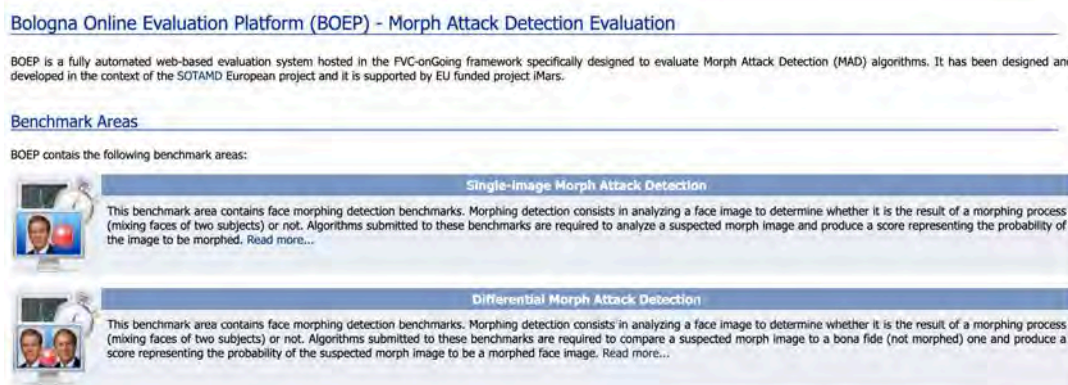 Bologna Online Evaluation Platform (BOEP) - Morph Attack Detection Evaluation
BOEP is a fully automated web-based evaluation system hosted in the FVC-onGoing framework specifically designed to evaluate Morph Attack Detection (MAD) algorithms. It has been designed and
developed in the context of the SOTAMD European project and it is supported by EU funded project iMars.
Benchmark Areas
BOEP contais the following benchmark areas:
Single-image Morph Attack Detection
This benchmark area contains face morphing detection benchmarks. Morphing detection consists in analyzing a face image to determine whether it is the result of a morphing process
(mixing faces of two subjects) or not. Algorithms submitted to these benchmarks are required to analyze a suspected morph image and produce a score representing the probability of
the image to be morphed. Read more...
Differential Morph Attack Detection
This benchmark area contains face morphing detection benchmarks. Morphing detection consists in analyzing a face image to determine whether it is the result of a morphing process
(mixing faces of two subjects) or not. Algorithms submitted to these benchmarks are required to compare a suspected morph image to a bona fide (not morphed) one and produce a
score representing the probability of the suspected morph image to be a morphed face image. Read more...